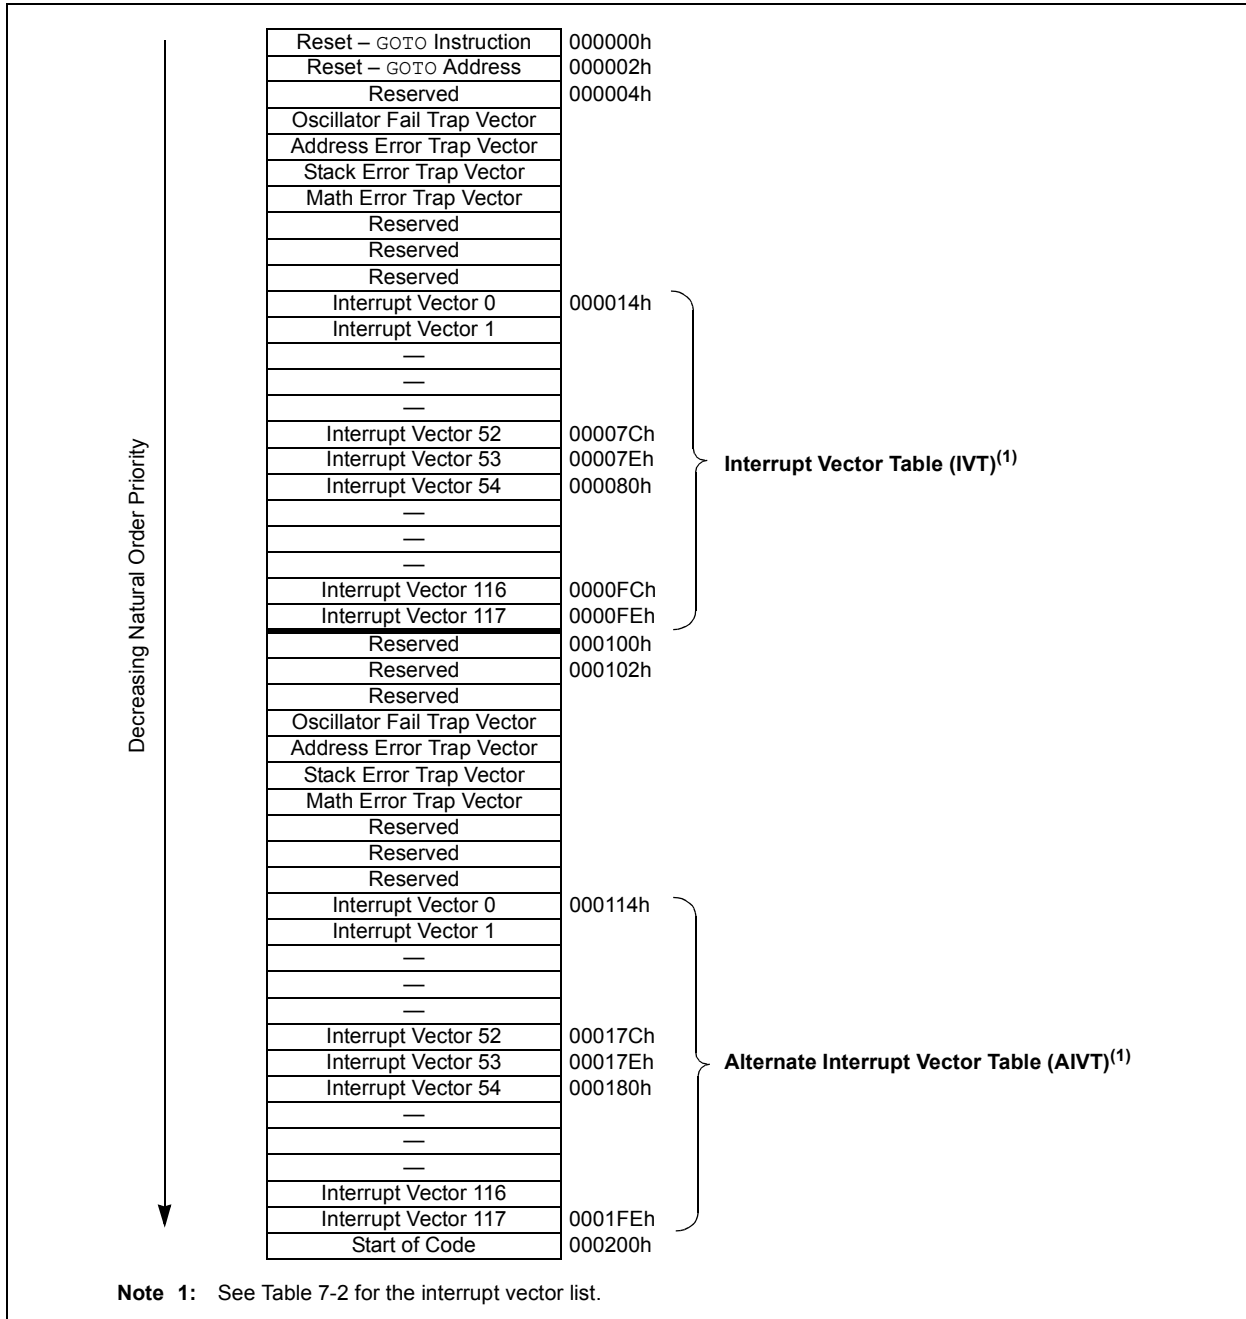 Reset – GOTO Instruction 000000h
Reset – GOTO Address 000002h
Reserved 000004h
Oscillator Fail Trap Vector
Address Error Trap Vector
Stack Error Trap Vector
Math Error Trap Vector
Reserved
Reserved
Reserved
Interrupt Vector 0 000014h
Interrupt Vector 1
—
—
—
Interrupt Vector 52 00007Ch
Interrupt Vector 53 00007Eh
Interrupt Vector 54 000080h
—
—
—
Interrupt Vector 116 0000FCh
Interrupt Vector 117 0000FEh
Interrupt Vector Table (IVT)(1)
Decreasing Natural Order Priority
Reserved 000100h
Reserved 000102h
Reserved
Oscillator Fail Trap Vector
Address Error Trap Vector
Stack Error Trap Vector
Math Error Trap Vector
Reserved
Reserved
Reserved
Interrupt Vector 0 000114h
Interrupt Vector 1
—
—
—
Interrupt Vector 52 00017Ch
Interrupt Vector 53 00017Eh
Interrupt Vector 54 000180h
—
—
—
Interrupt Vector 116
Interrupt Vector 117 0001FEh
Alternate Interrupt Vector Table (AIVT)(1)
Start of Code 000200h
Note 1: See Table 7-2 for the interrupt vector list.